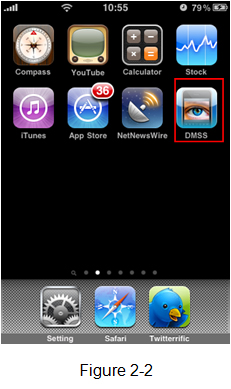 10:55 79%
Compass YouTube Calculator Stock
36
iTunes App Store NetNewsWire DMSS
Setting Safari Twitterrific
Figure 2-2